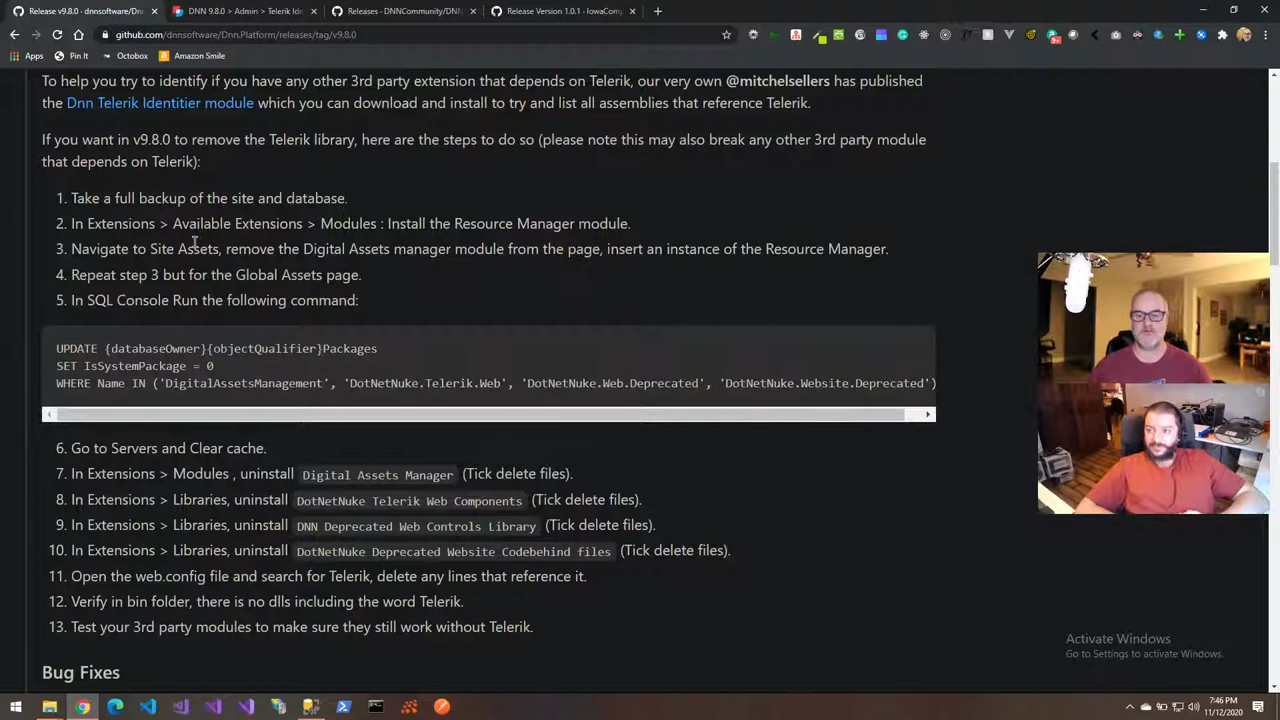 Release v9.8.0 · dnnsoftware/Dnn
DNN 9.8.0 > Admin > Telerik Ide
Releases · DNNCommunity/DNN
Release Version 1.0.1 · IowaComp
github.com/dnnsoftware/Dnn.Platform/releases/tag/v9.8.0
Apps
Imports
Octobox
Amazon Smile
To help you try to identify if you have any other 3rd party extension that depends on Telerik, our very own @mitchelsellers has published
the Dnn Telerik Identitier module which you can download and install to try and list all assemblies that reference Telerik.
If you want in v9.8.0 to remove the Telerik library, here are the steps to do so (please note this may also break any other 3rd party module
that depends on Telerik):
1. Take a full backup of the site and database.
2. In Extensions > Available Extensions > Modules : Install the Resource Manager module.
3. Navigate to Site Assets, remove the Digital Assets manager module from the page, insert an instance of the Resource Manager.
4. Repeat step 3 but for the Global Assets page.
5. In SQL Console Run the following command:
UPDATE {databaseOwner}{objectQualifier}Packages
SET IsSystemPackage = 0
WHERE Name IN ('DigitalAssetsManagement', 'DotNetNuke.Telerik.Web', 'DotNetNuke.Web.Deprecated', 'DotNetNuke.Website.Deprecated')
6. Go to Servers and Clear cache.
7. In Extensions > Modules , uninstall Digital Assets Manager (Tick delete files).
8. In Extensions > Libraries, uninstall DotNetNuke Telerik Web Components (Tick delete files).
9. In Extensions > Libraries, uninstall DNN Deprecated Web Controls Library (Tick delete files).
10. In Extensions > Libraries, uninstall DotNetNuke Deprecated Website Codebehind files (Tick delete files).
11. Open the web.config file and search for Telerik, delete any lines that reference it.
12. Verify in bin folder, there is no dlls including the word Telerik.
13. Test your 3rd party modules to make sure they still work without Telerik.
Bug Fixes
Activate Windows
Go to Settings to activate Windows.
7:46 PM
11/12/2020